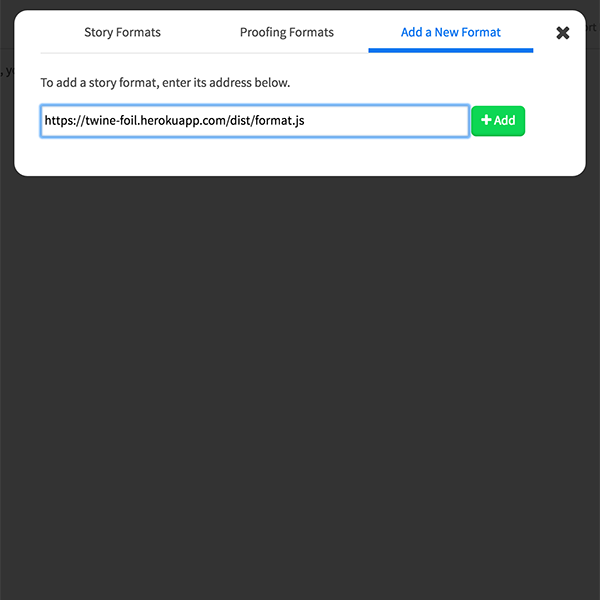 Story Formats
Proofing Formats
Add a New Format
To add a story format, enter its address below.
https://twine-foil.herokuapp.com/dist/format.js
Add